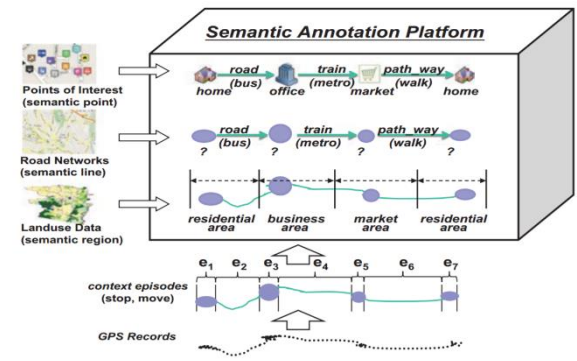 Semantic Annotation Platform
Points of Interest
(semantic point)
road
(bus)
train
(metro)
path_way
(walk)
home
office
market
home
Road Networks
(semantic line)
road
(bus)
train
(metro)
path_way
(walk)
? ? ? ?
Landuse Data
(semantic region)
residential
area
business
area
market
area
residential
area
e1 e2 e3 e4 e5 e6 e7
context episodes
(stop, move)
GPS Records